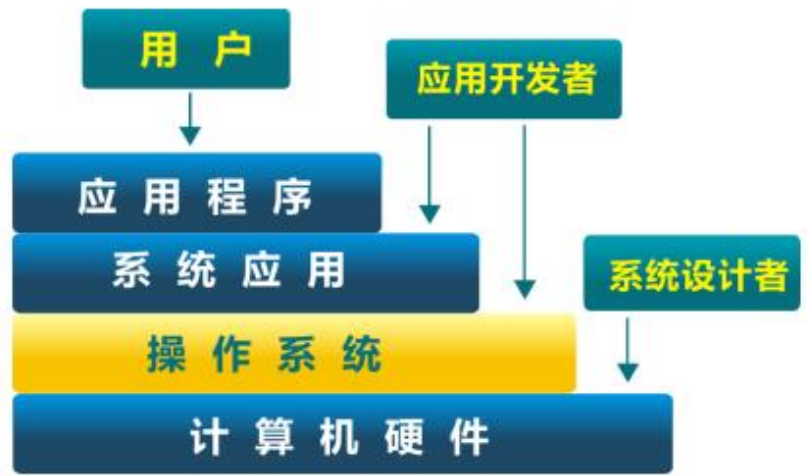 用户
应用开发者
应用程序
系统应用
系统设计者
操作系统
计算机硬件